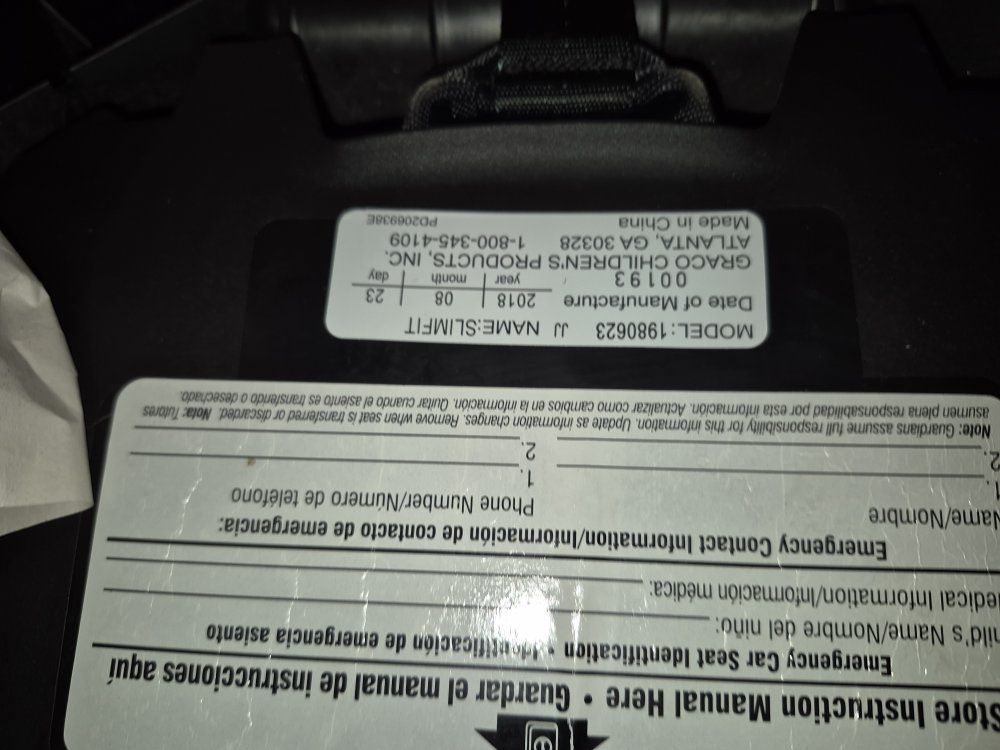 Store Instruction Manual Here • Guardar el manual de instrucciones aquí
Emergency Car Seat Identification • Identificación de emergencia asiento
ild's Name/Nombre del niño:
edical Information/Información médica:
Emergency Contact Information/Información de contacto de emergencia:
Name/Nombre Phone Number/Número de teléfono
1. 1.
2. 2.
Note: Guardians assume full responsibility for this information. Update as information changes. Remove when seat is transferred or discarded. Nota: Tutores
asumen plena responsabilidad por esta información. Actualizar como cambios en la información. Quitar cuando el asiento es transferido o desechado.
MODEL:1980623 JJ NAME:SLIMFIT
Date of Manufacture 2018 | 08 | 23
00193 year month day
GRACO CHILDREN'S PRODUCTS, INC.
ATLANTA, GA 30328 1-800-345-4109
Made in China PD206938E